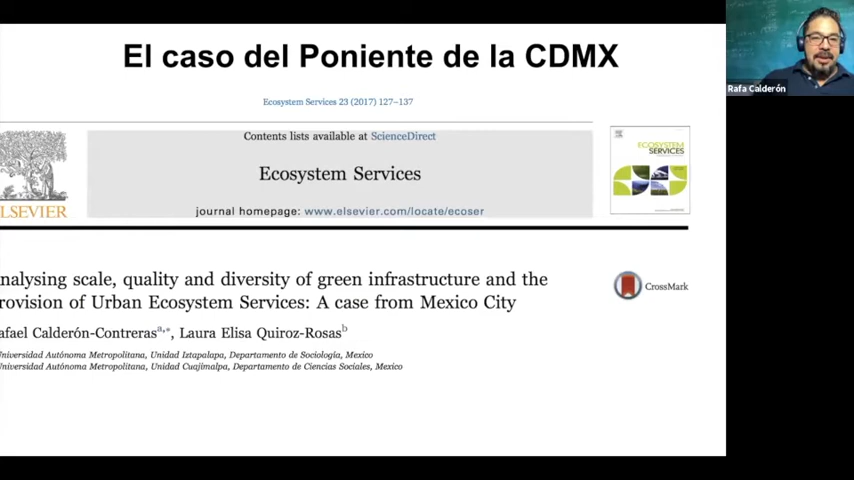 El caso del Poniente de la CDMX
Rafa Calderón
Ecosystem Services 23 (2017) 127–137
Contents lists available at ScienceDirect
Ecosystem Services
journal homepage: www.elsevier.com/locate/ecoser
ELSEVIER
ECOSYSTEM
SERVICES
nalysing scale, quality and diversity of green infrastructure and the
rovision of Urban Ecosystem Services: A case from Mexico City
CrossMark
afael Calderón-Contreras a,*, Laura Elisa Quiroz-Rosas b
Universidad Autónoma Metropolitana, Unidad Iztapalapa, Departamento de Sociología, Mexico
Universidad Autónoma Metropolitana, Unidad Cuajimalpa, Departamento de Ciencias Sociales, Mexico